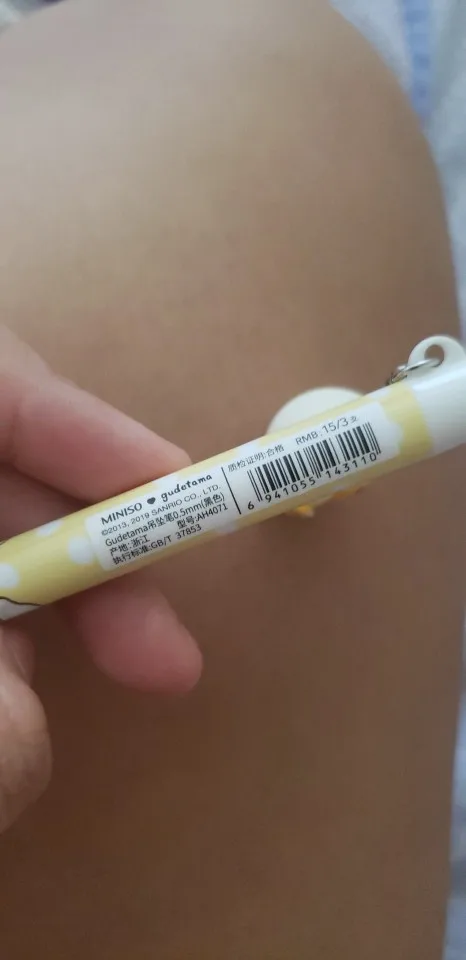 MINISO ♥ gudetama
©2013, 2019 SANRIO CO., LTD.
Gudetama吊坠笔0.5mm(黑色)
产地:浙江 型号:AH4071
执行标准:GB/T 37853
质检证明:合格 RMB 15/3支
6 941055 143110